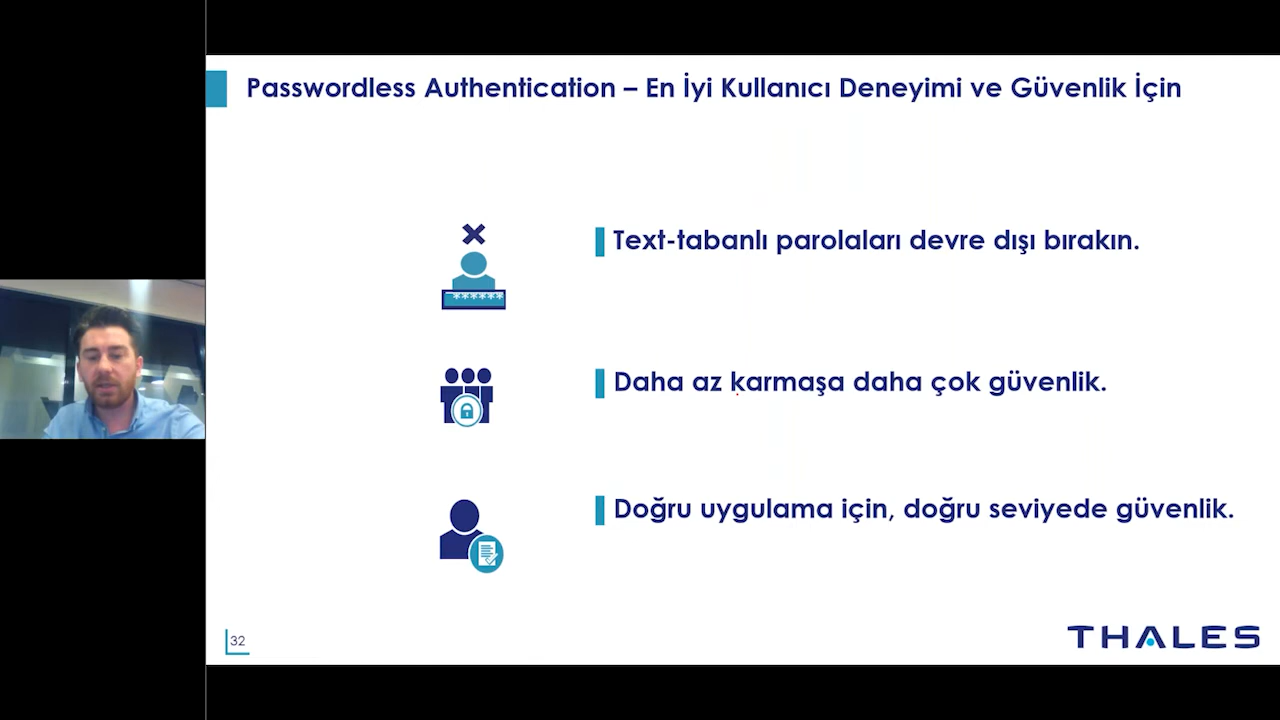 Passwordless Authentication – En İyi Kullanıcı Deneyimi ve Güvenlik İçin
******
Text-tabanlı parolaları devre dışı bırakın.
Daha az karmaşa daha çok güvenlik.
Doğru uygulama için, doğru seviyede güvenlik.
32
THALES